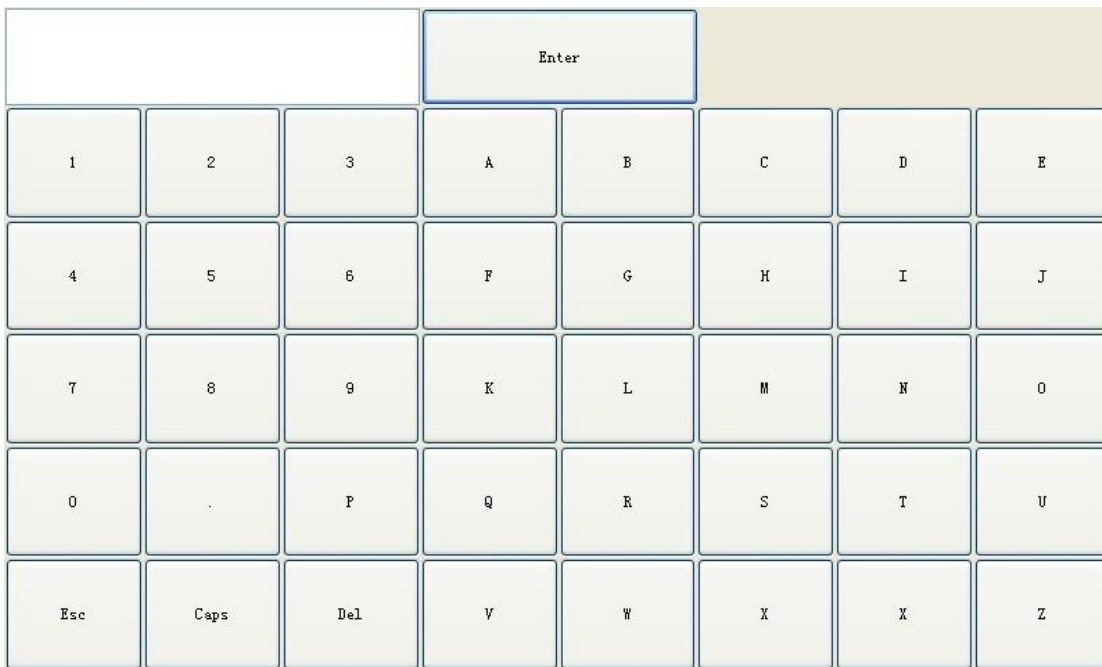 Enter
1 2 3 A B C D E
4 5 6 F G H I J
7 8 9 K L M N O
0 . P Q R S T U
Esc Caps Del V W X X Z